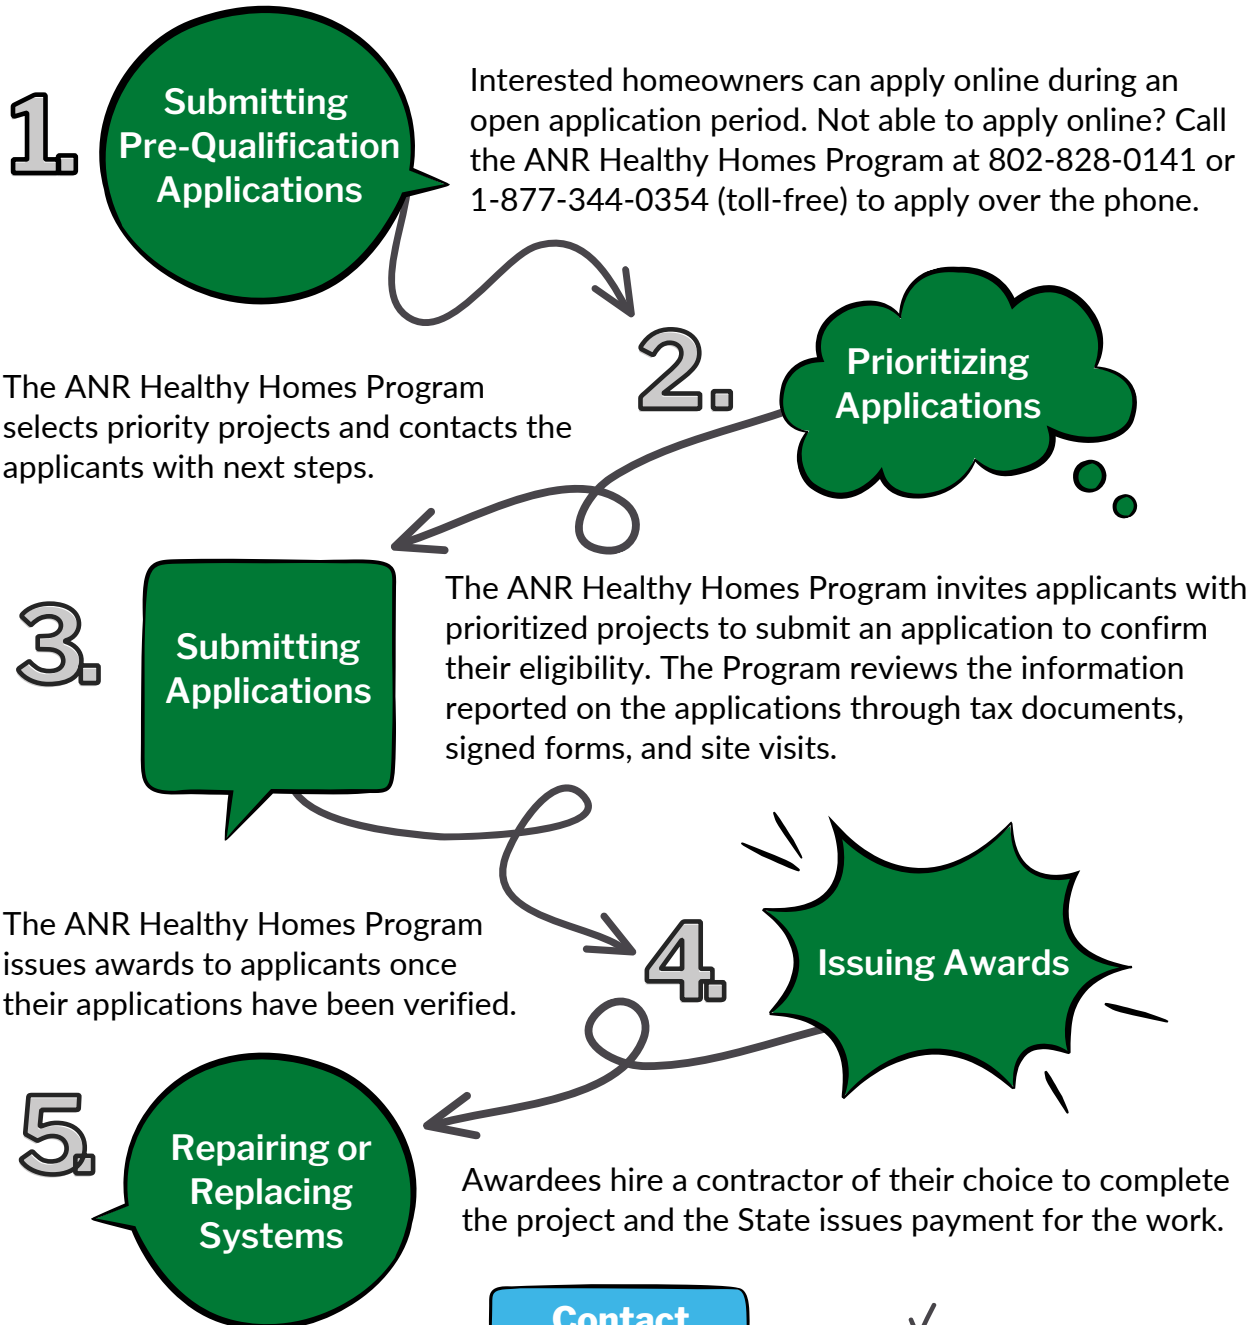 1.
Submitting
Pre-Qualification
Applications
Interested homeowners can apply online during an
open application period. Not able to apply online? Call
the ANR Healthy Homes Program at 802-828-0141 or
1-877-344-0354 (toll-free) to apply over the phone.
2.
Prioritizing
Applications
The ANR Healthy Homes Program
selects priority projects and contacts the
applicants with next steps.
3.
Submitting
Applications
The ANR Healthy Homes Program invites applicants with
prioritized projects to submit an application to confirm
their eligibility. The Program reviews the information
reported on the applications through tax documents,
signed forms, and site visits.
4.
Issuing Awards
The ANR Healthy Homes Program
issues awards to applicants once
their applications have been verified.
5.
Repairing or
Replacing
Systems
Awardees hire a contractor of their choice to complete
the project and the State issues payment for the work.
Contact